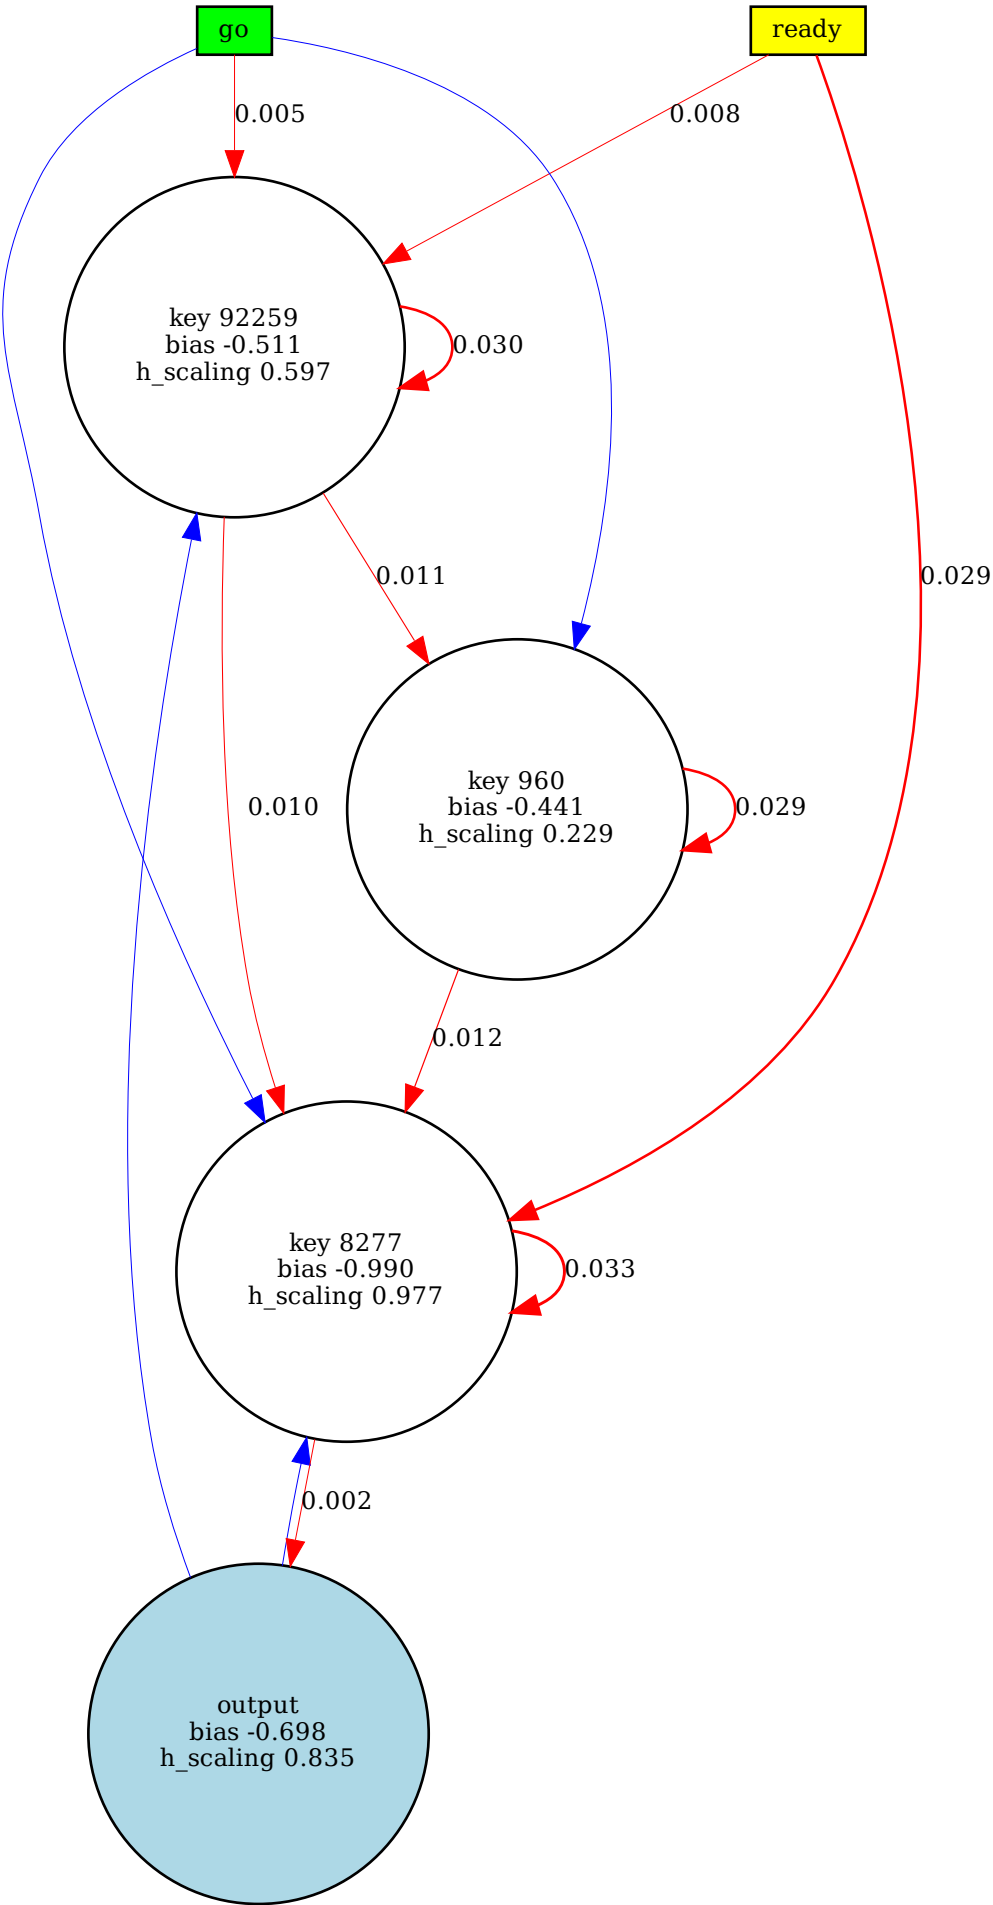 go
ready
0.005
0.008
key 92259
bias -0.511
h_scaling 0.597
0.030
0.011
0.029
key 960
bias -0.441
h_scaling 0.229
0.010
0.029
0.012
key 8277
bias -0.990
h_scaling 0.977
0.033
0.002
output
bias -0.698
h_scaling 0.835